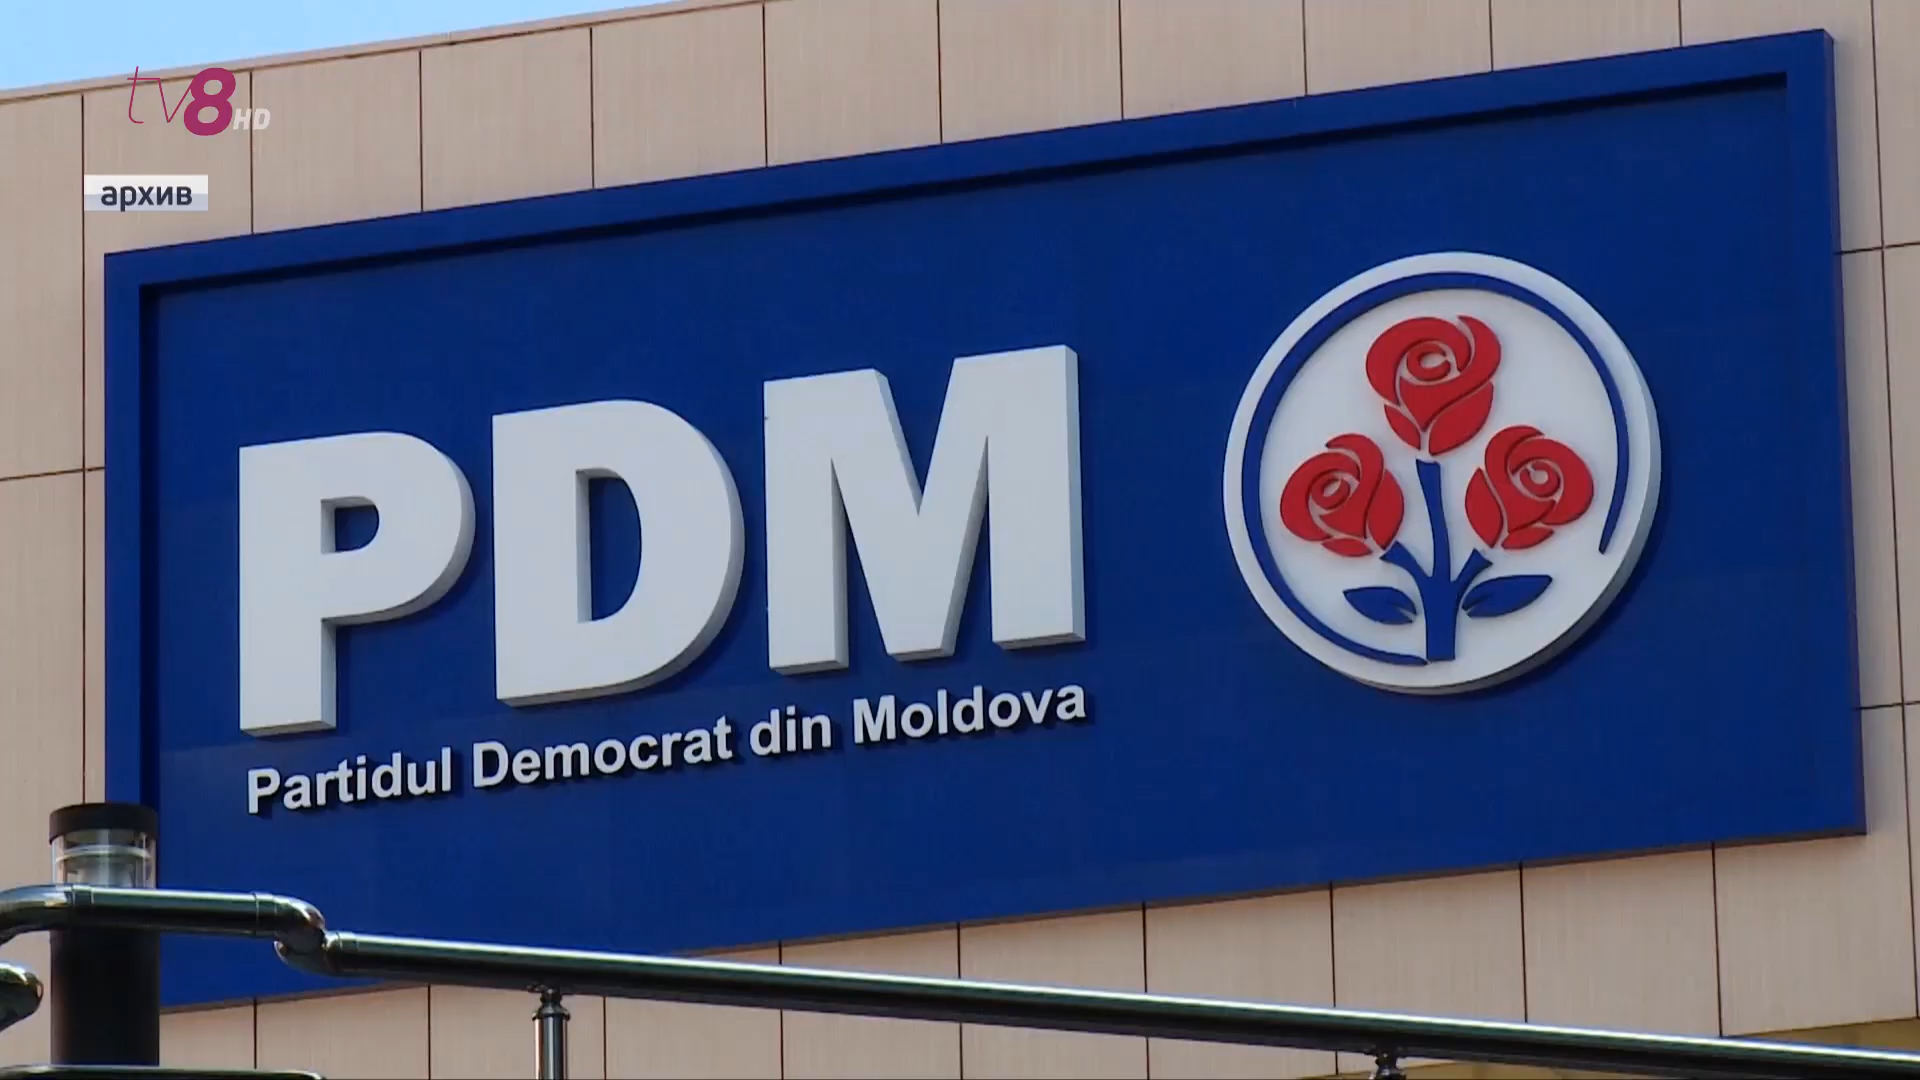 tv8 HD
архив
PDM
Partidul Democrat din Moldova